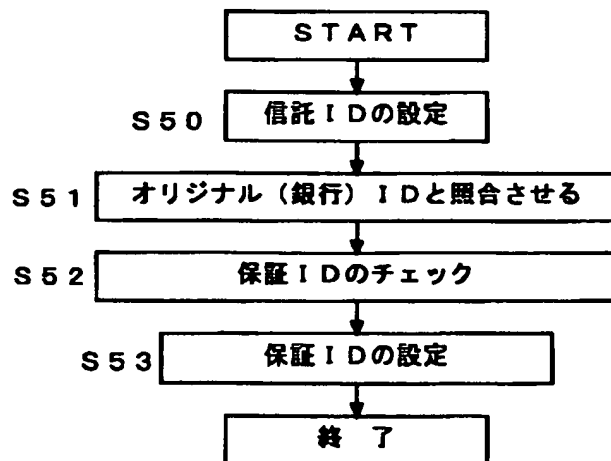 START
S50 信託IDの設定
S51 オリジナル(銀行)IDと照合させる
S52 保証IDのチェック
S53 保証IDの設定
終了